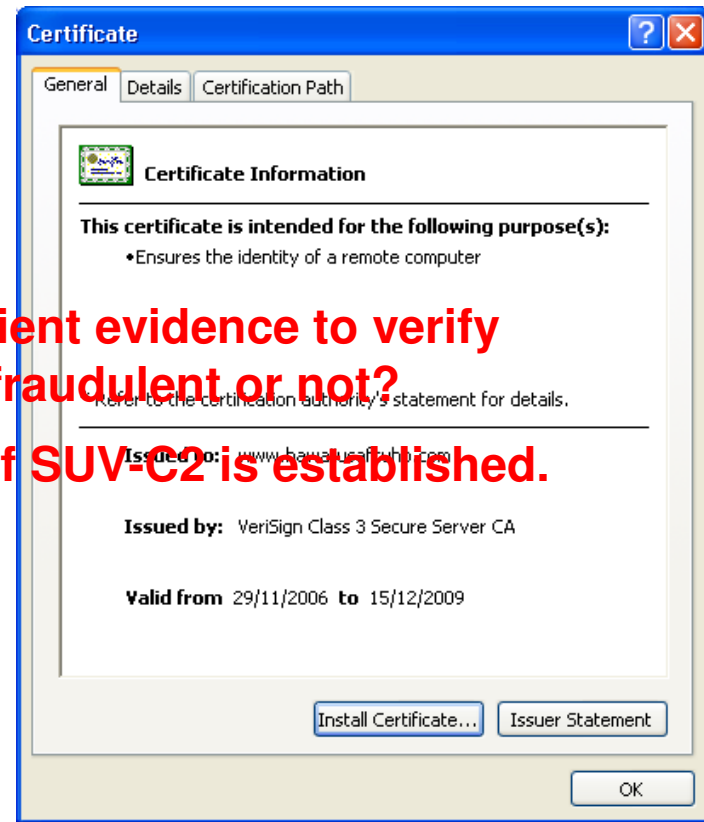 Certificate
General Details Certification Path
Certificate Information
This certificate is intended for the following purpose(s):
•Ensures the identity of a remote computer
ient evidence to verify
fraudulent or not?
* Refer to the certification authority's statement for details.
f SUV-C2 is established.
Issued to:
Issued by: VeriSign Class 3 Secure Server CA
Valid from 29/11/2006 to 15/12/2009
Install Certificate... Issuer Statement
OK